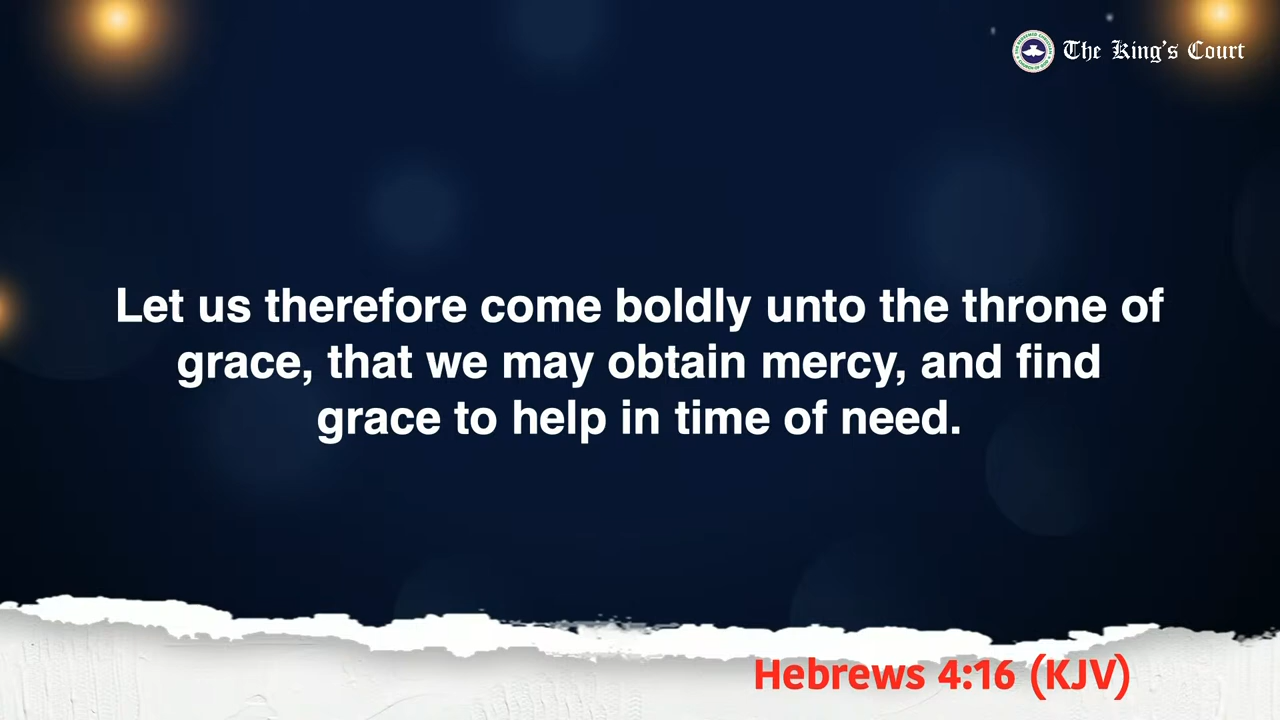 The King's Court
Let us therefore come boldly unto the throne of
grace, that we may obtain mercy, and find
grace to help in time of need.
Hebrews 4:16 (KJV)